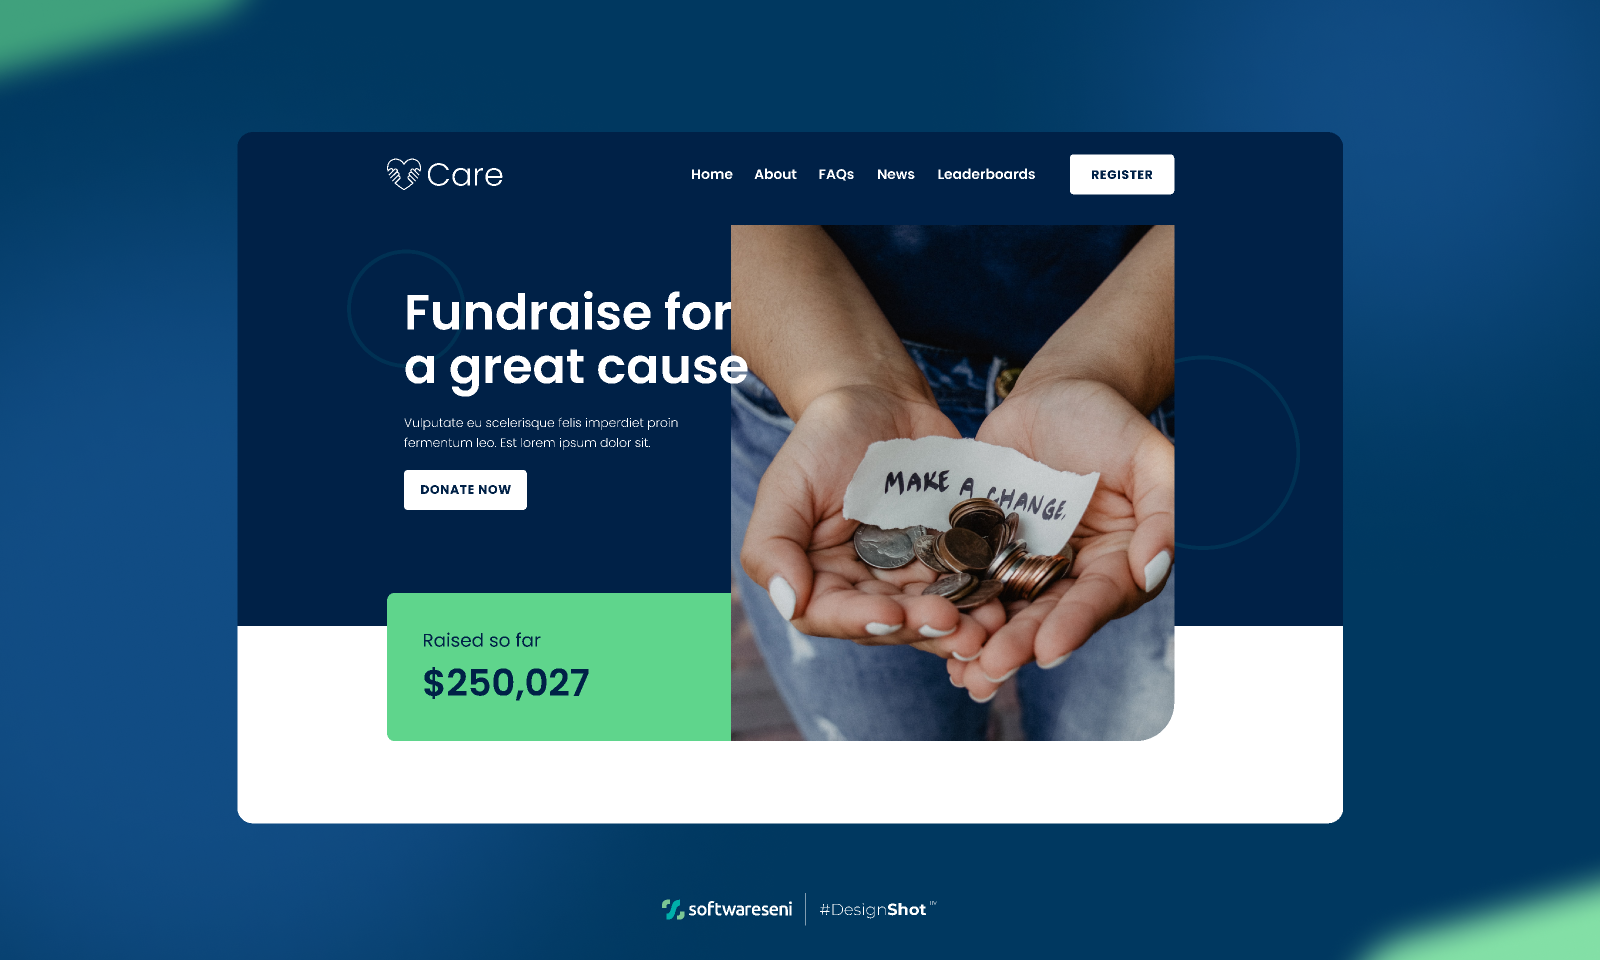 Care
Home About FAQs News Leaderboards REGISTER
Fundraise for
a great cause
Vulputate eu scelerisque felis imperdiet proin
fermentum leo. Est lorem ipsum dolor sit.
DONATE NOW
MAKE A CHANGE.
Raised so far
$250,027
softwareseni #DesignShot